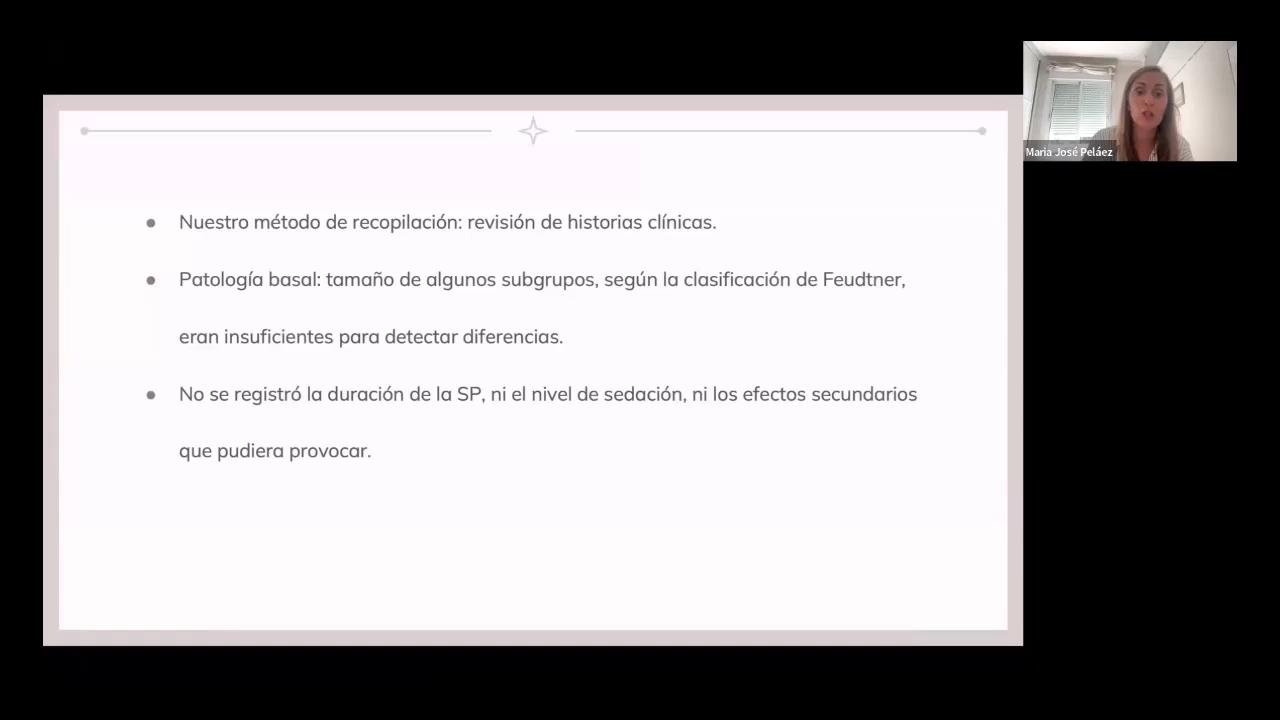 Nuestro método de recopilación: revisión de historias clínicas.
Patología basal: tamaño de algunos subgrupos, según la clasificación de Feudtner,
eran insuficientes para detectar diferencias.
No se registró la duración de la SP, ni el nivel de sedación, ni los efectos secundarios
que pudiera provocar.
Maria José Peláez